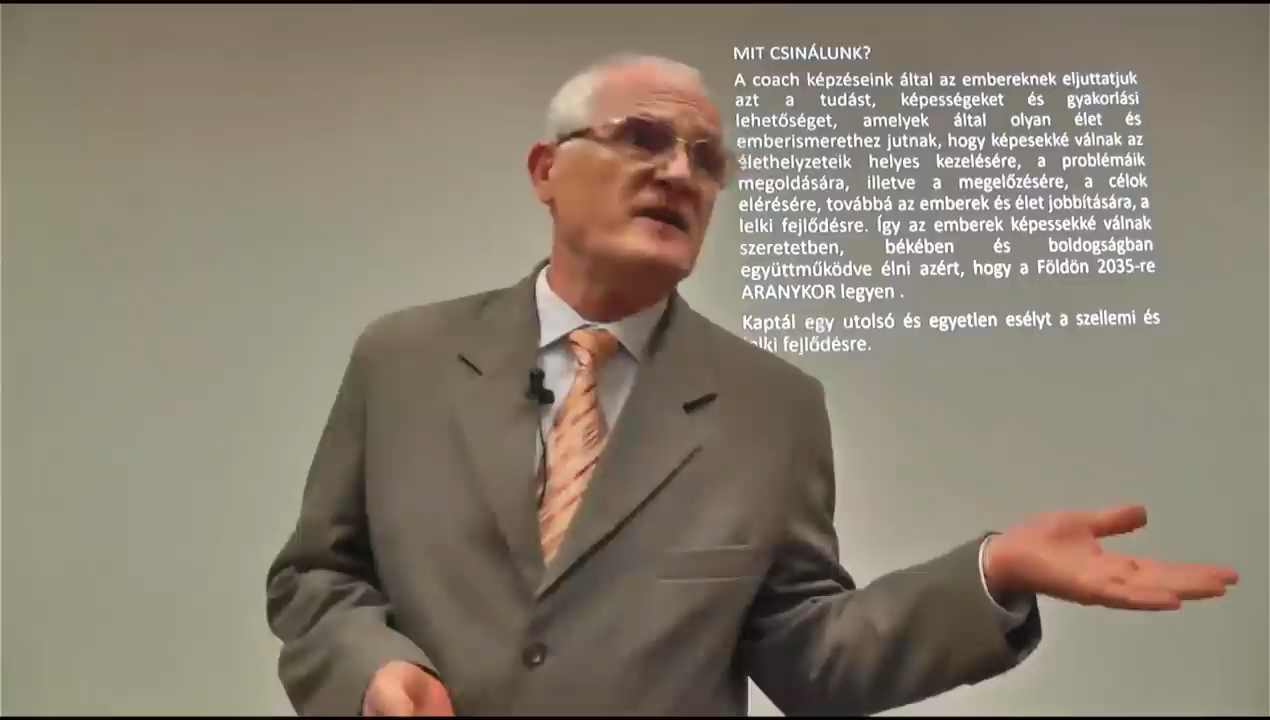 MIT CSINÁLUNK?
A coach képzéseink által az embereknek eljuttatjuk
azt a tudást, képességeket és gyakorlási
lehetőséget, amelyek által olyan élet és
emberismerethez jutnak, hogy képesekké válnak az
élethelyzeteik helyes kezelésére, a problémáik
megoldására, illetve a megelőzésére, a célok
elérésére, továbbá az emberek és élet jobbítására, a
lelki fejlődésre. Így az emberek képessekké válnak
szeretetben, békében és boldogságban
együttműködve élni azért, hogy a Földön 2035-re
ARANYKOR legyen .
Kaptál egy utolsó és egyetlen esélyt a szellemi és
lelki fejlődésre.